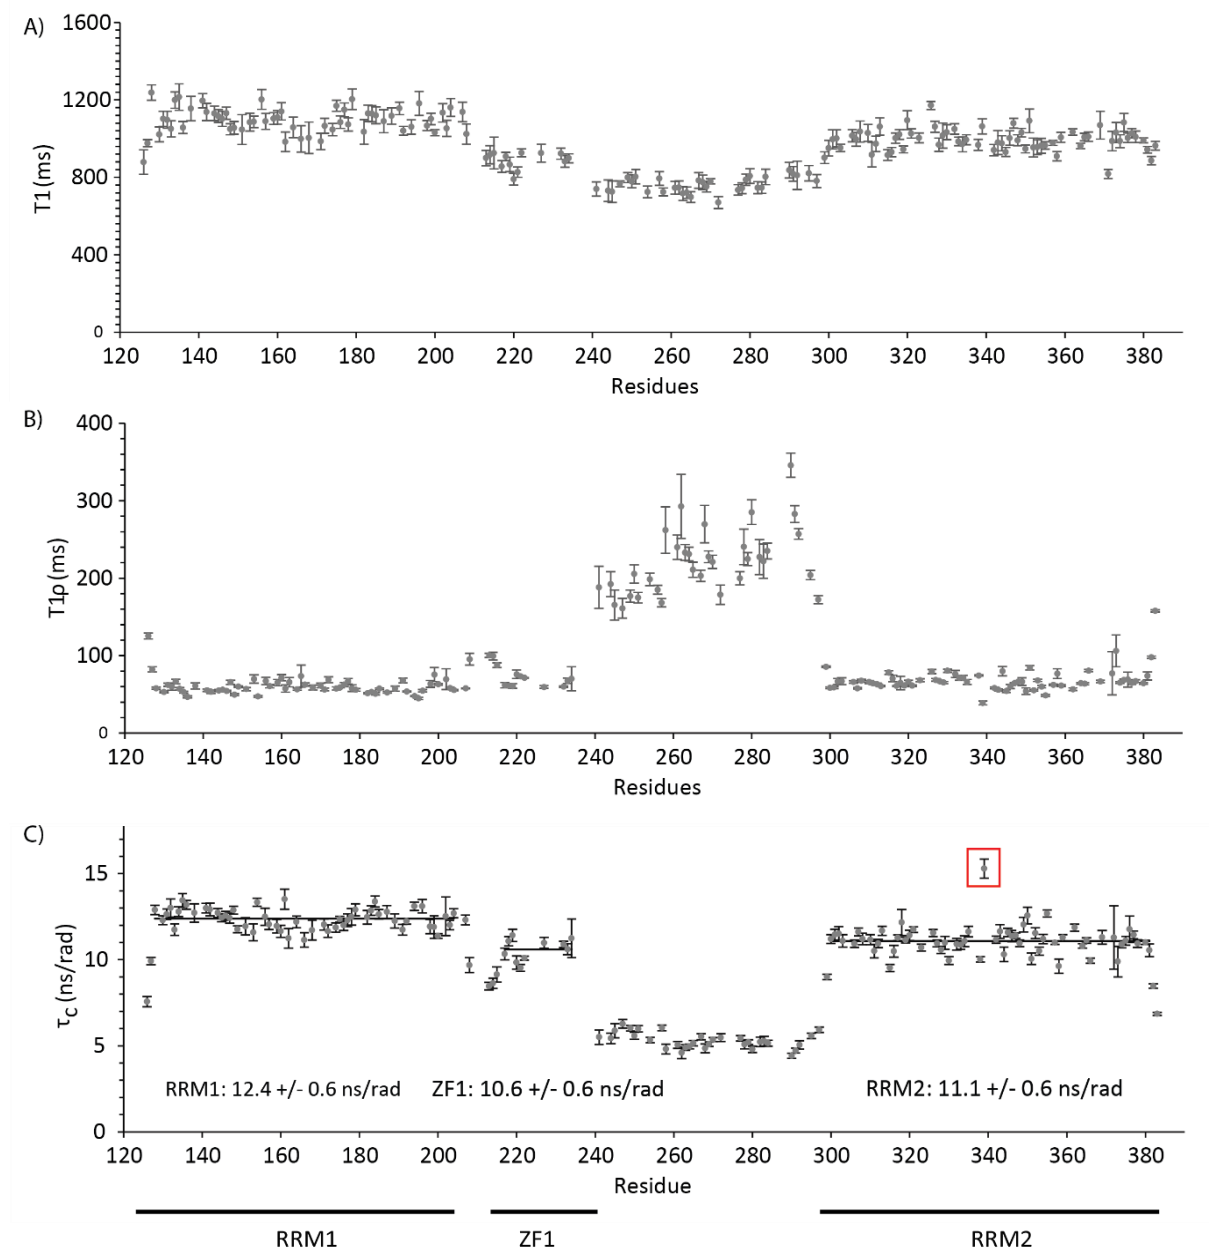 A)
T1 (ms)
1600
1200
800
400
0
120 140 160 180 200 220 240 260 280 300 320 340 360 380
Residues
B)
T1ρ (ms)
400
300
200
100
0
120 140 160 180 200 220 240 260 280 300 320 340 360 380
Residues
C)
τc (ns/rad)
15
10
5
0
RRM1: 12.4 +/- 0.6 ns/rad ZF1: 10.6 +/- 0.6 ns/rad RRM2: 11.1 +/- 0.6 ns/rad
120 140 160 180 200 220 240 260 280 300 320 340 360 380
Residue
RRM1 ZF1 RRM2